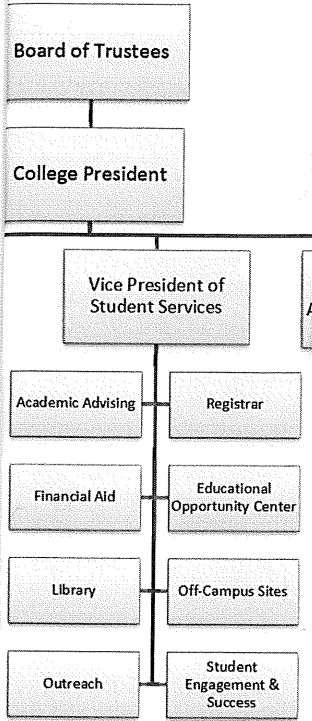 Board of Trustees
College President
Vice President of
Student Services
A
Academic Advising
Registrar
Financial Aid
Educational
Opportunity Center
Library
Off-Campus Sites
Outreach
Student
Engagement &
Success